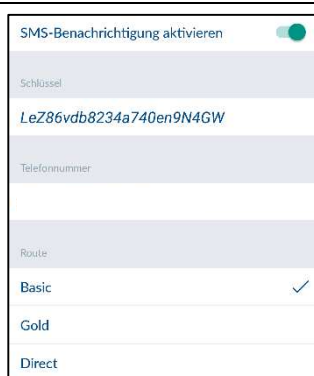 SMS-Benachrichtigung aktivieren
Schlüssel
LeZ86vdb8234a740en9N4GW
Telefonnummer
Route
Basic
Gold
Direct